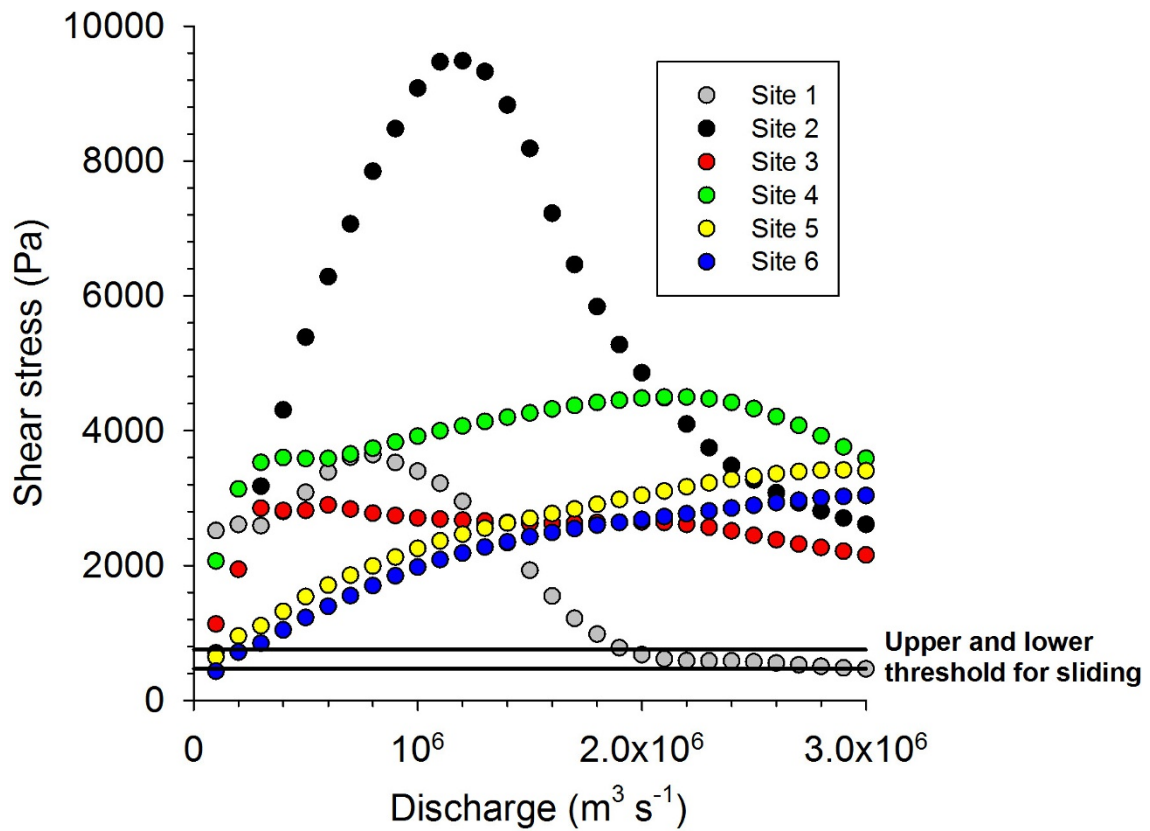 10000
8000
6000
4000
2000
0
Shear stress (Pa)
Site 1
Site 2
Site 3
Site 4
Site 5
Site 6
Upper and lower
threshold for sliding
0
10⁶
2.0x10⁶
3.0x10⁶
Discharge (m³ s⁻¹)